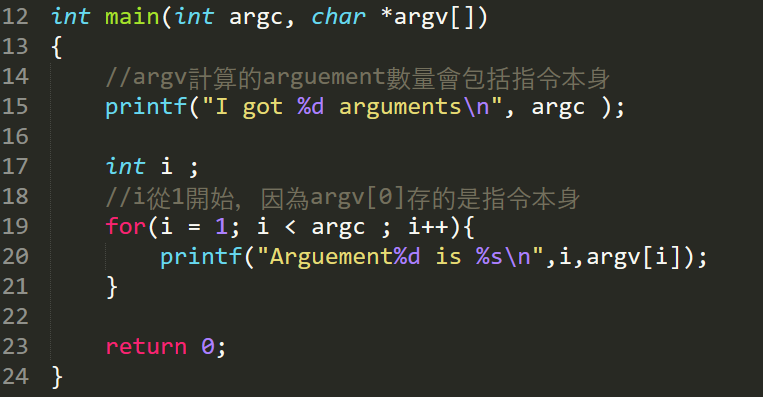 12 int main(int argc, char *argv[])
13 {
14     //argv計算的arguement數量會包括指令本身
15     printf("I got %d arguments\n", argc );
16
17     int i ;
18     //i從1開始，因為argv[0]存的是指令本身
19     for(i = 1; i < argc ; i++){
20         printf("Arguement%d is %s\n",i,argv[i]);
21     }
22
23     return 0;
24 }